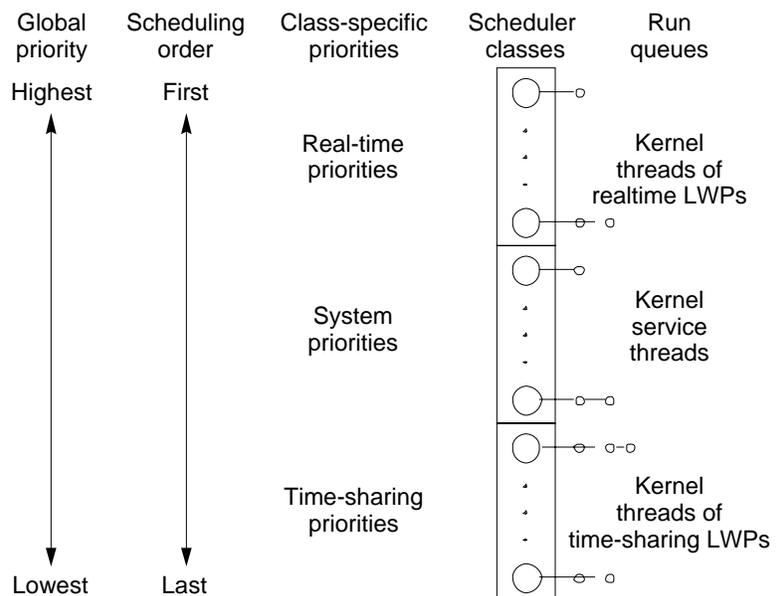 Global priority
Scheduling order
Class-specific priorities
Scheduler classes
Run queues
Highest
First
Real-time priorities
Kernel threads of realtime LWPs
System priorities
Kernel service threads
Time-sharing priorities
Kernel threads of time-sharing LWPs
Lowest
Last